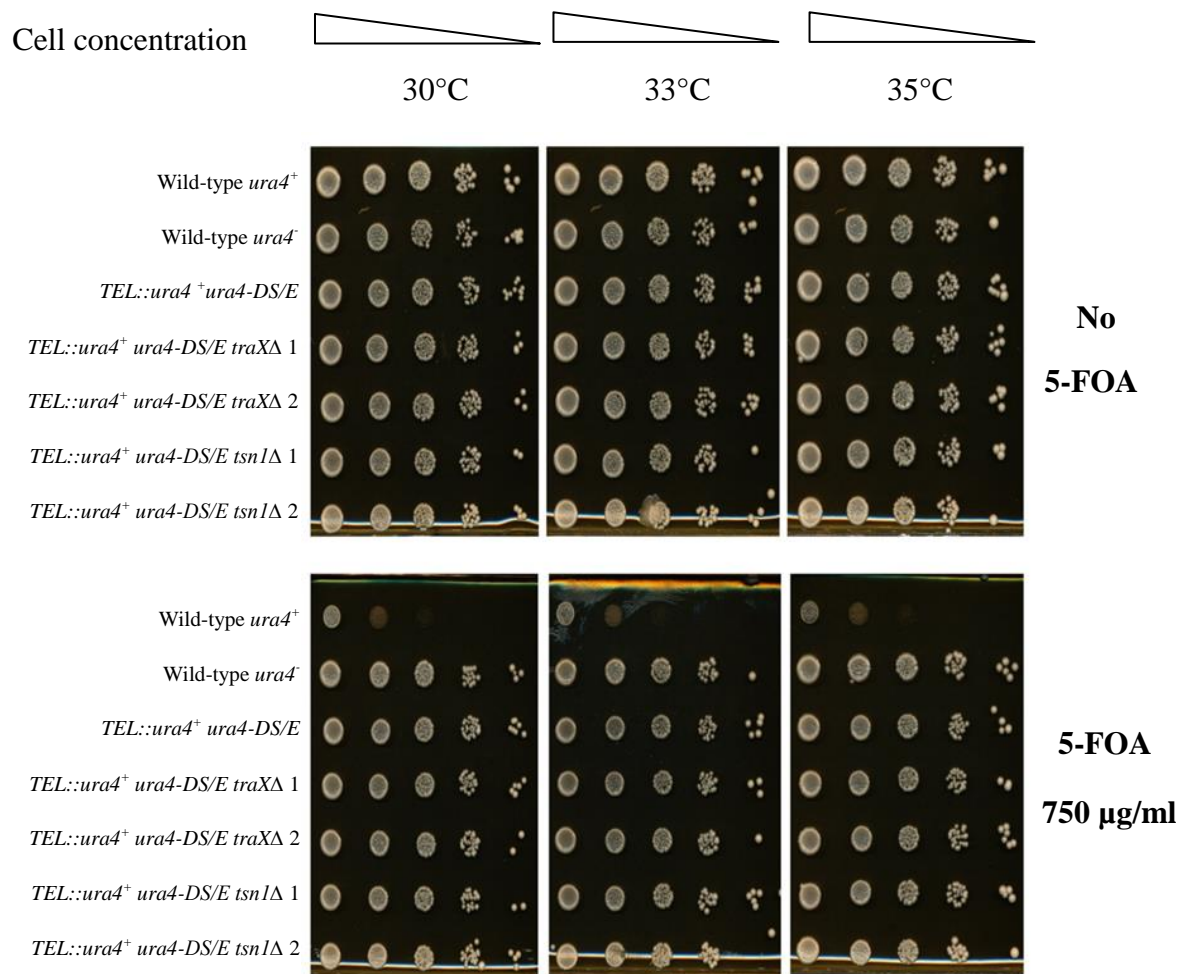 Cell concentration
30°C 33°C 35°C
Wild-type ura4⁺
Wild-type ura4⁻
TEL::ura4 ⁺ura4-DS/E
TEL::ura4⁺ ura4-DS/E traXΔ 1
TEL::ura4⁺ ura4-DS/E traXΔ 2
TEL::ura4⁺ ura4-DS/E tsn1Δ 1
TEL::ura4⁺ ura4-DS/E tsn1Δ 2
No
5-FOA
Wild-type ura4⁺
Wild-type ura4⁻
TEL::ura4⁺ ura4-DS/E
TEL::ura4⁺ ura4-DS/E traXΔ 1
TEL::ura4⁺ ura4-DS/E traXΔ 2
TEL::ura4⁺ ura4-DS/E tsn1Δ 1
TEL::ura4⁺ ura4-DS/E tsn1Δ 2
5-FOA
750 µg/ml